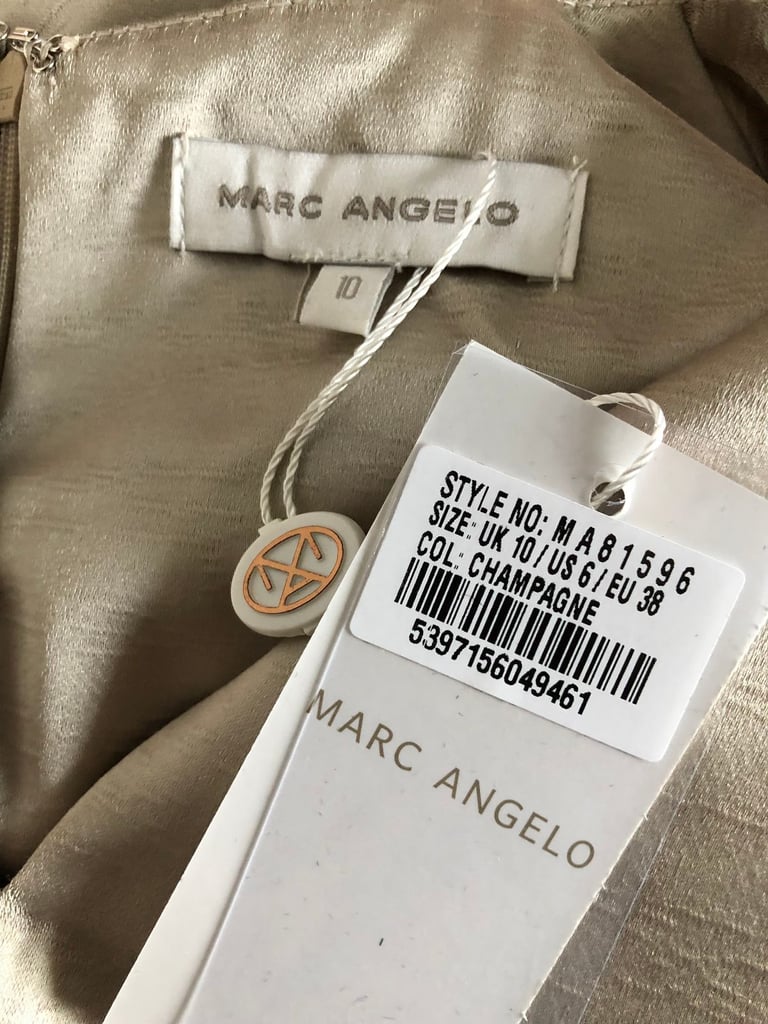 MARC ANGELO
10
STYLE NO: MA81596
SIZE: UK 10/US 6/EU 38
COL: CHAMPAGNE
5397156049461
MARC ANGELO